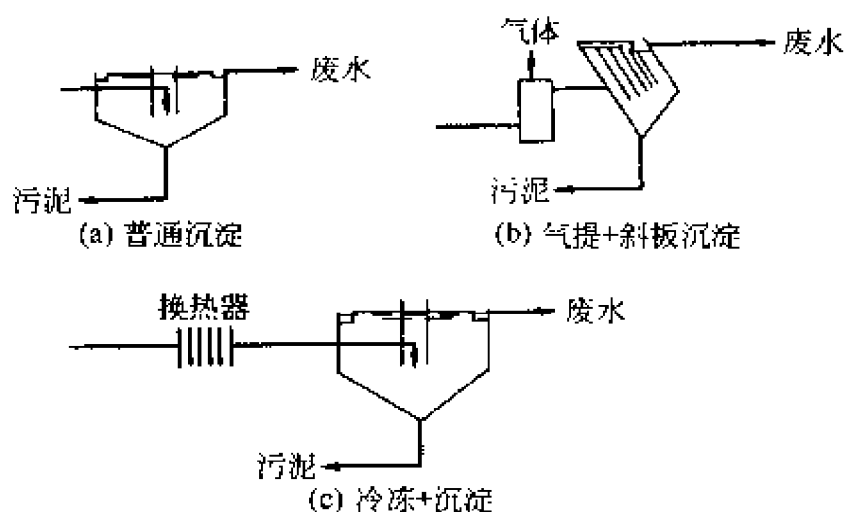 废水
污泥
(a) 普通沉淀
气体
废水
污泥
(b) 气提+斜板沉淀
换热器
废水
污泥
(c) 冷冻+沉淀